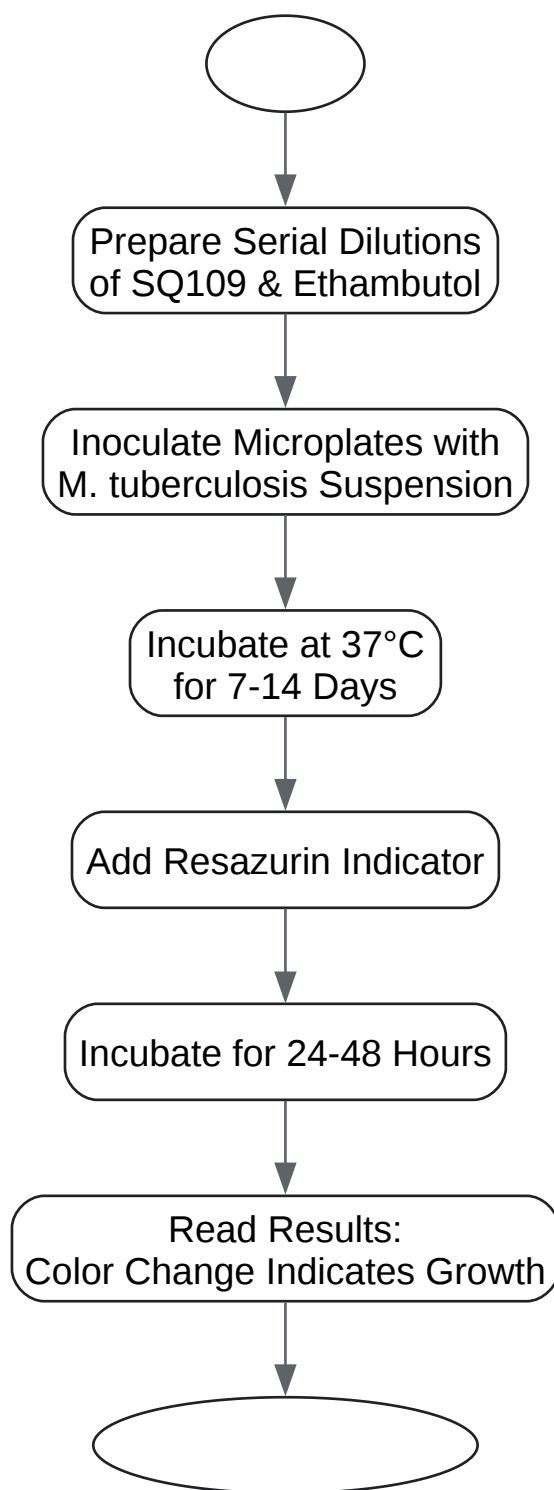 Prepare Serial Dilutions
of SQ109 & Ethambutol
Inoculate Microplates with
M. tuberculosis Suspension
Incubate at 37°C
for 7-14 Days
Add Resazurin Indicator
Incubate for 24-48 Hours
Read Results:
Color Change Indicates Growth